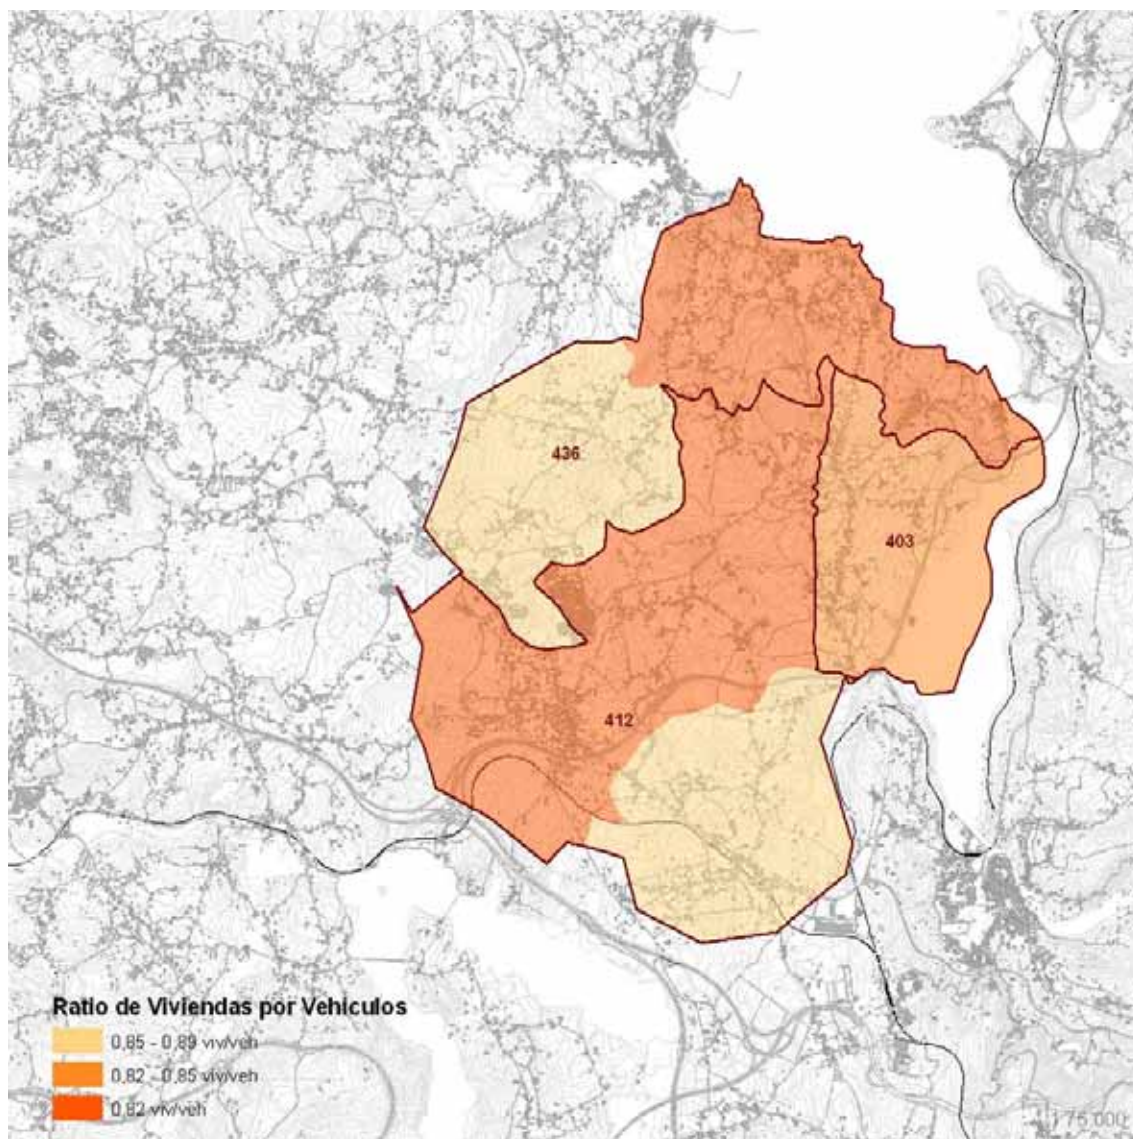 436
403
412
Ratio de Viviendas por Vehiculos
0,85 - 0,89 viv/veh
0,82 - 0,85 viv/veh
0,82 viv/veh
1:75.000